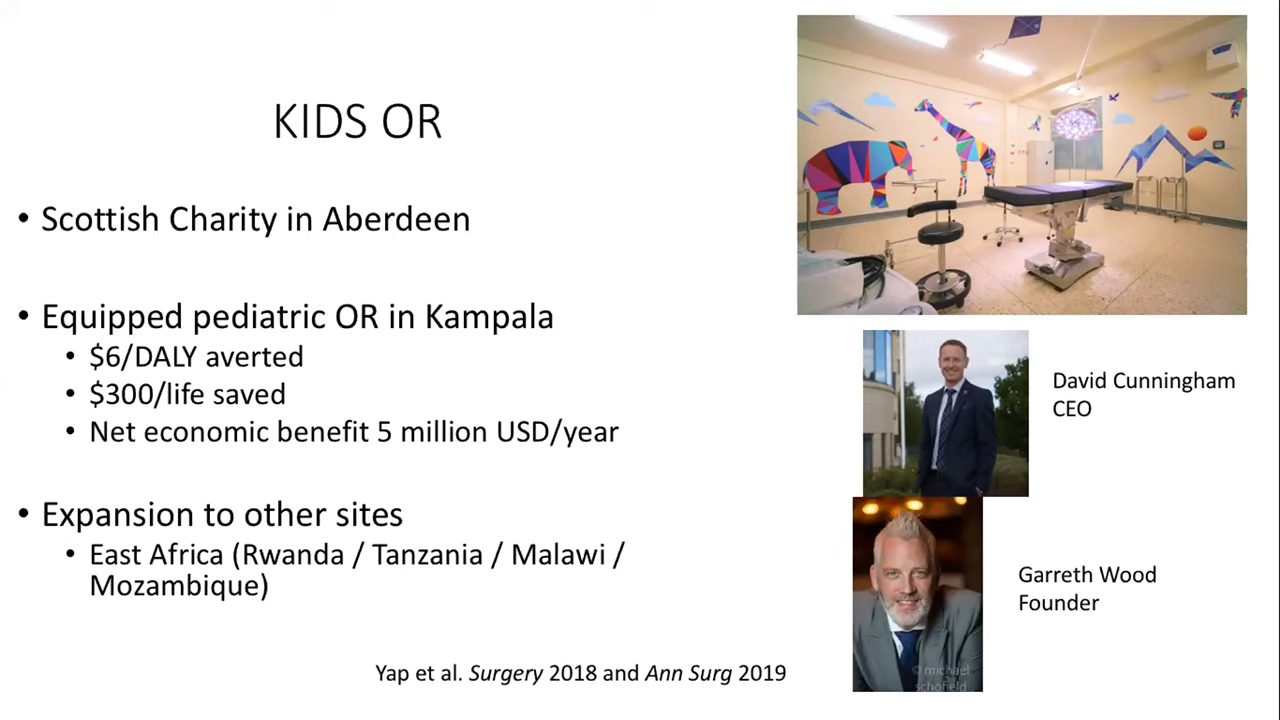 KIDS OR
• Scottish Charity in Aberdeen
• Equipped pediatric OR in Kampala
• $6/DALY averted
• $300/life saved
• Net economic benefit 5 million USD/year
• Expansion to other sites
• East Africa (Rwanda / Tanzania / Malawi /
Mozambique)
David Cunningham
CEO
Garreth Wood
Founder
© michael
schofield
Yap et al. Surgery 2018 and Ann Surg 2019